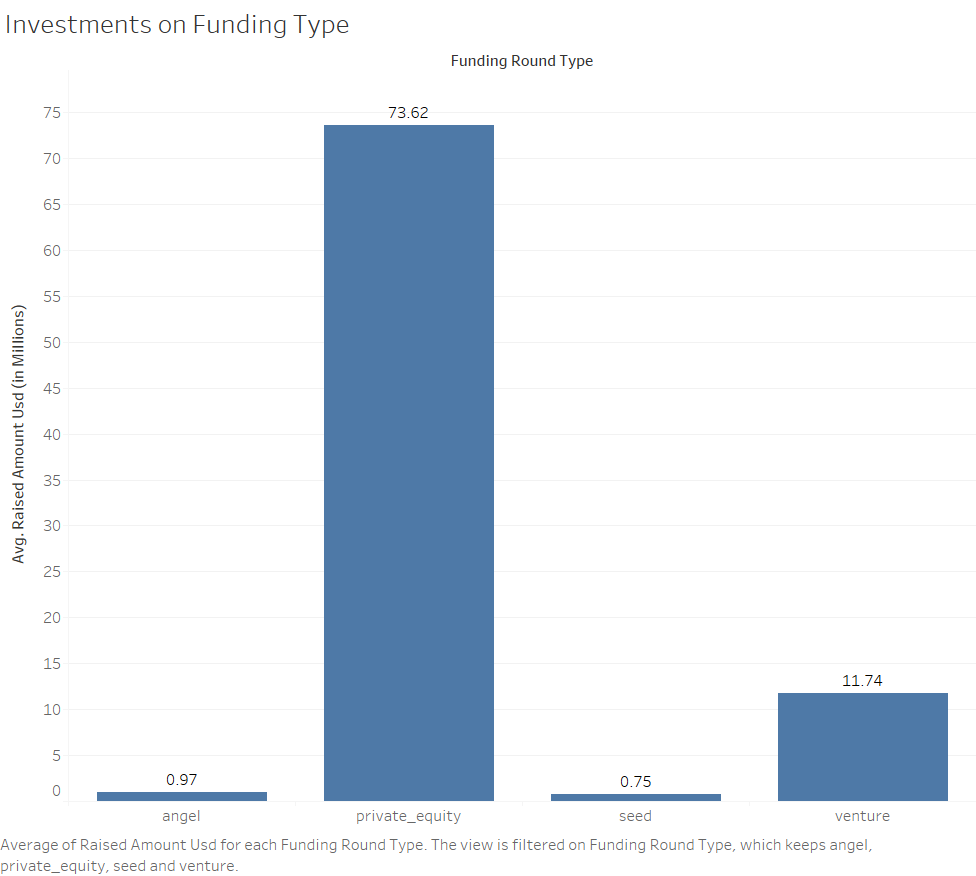 Investments on Funding Type
Funding Round Type
Avg. Raised Amount Usd (in Millions)
75
70
65
60
55
50
45
40
35
30
25
20
15
10
5
0
0.97
73.62
0.75
11.74
angel
private_equity
seed
venture
Average of Raised Amount Usd for each Funding Round Type. The view is filtered on Funding Round Type, which keeps angel,
private_equity, seed and venture.